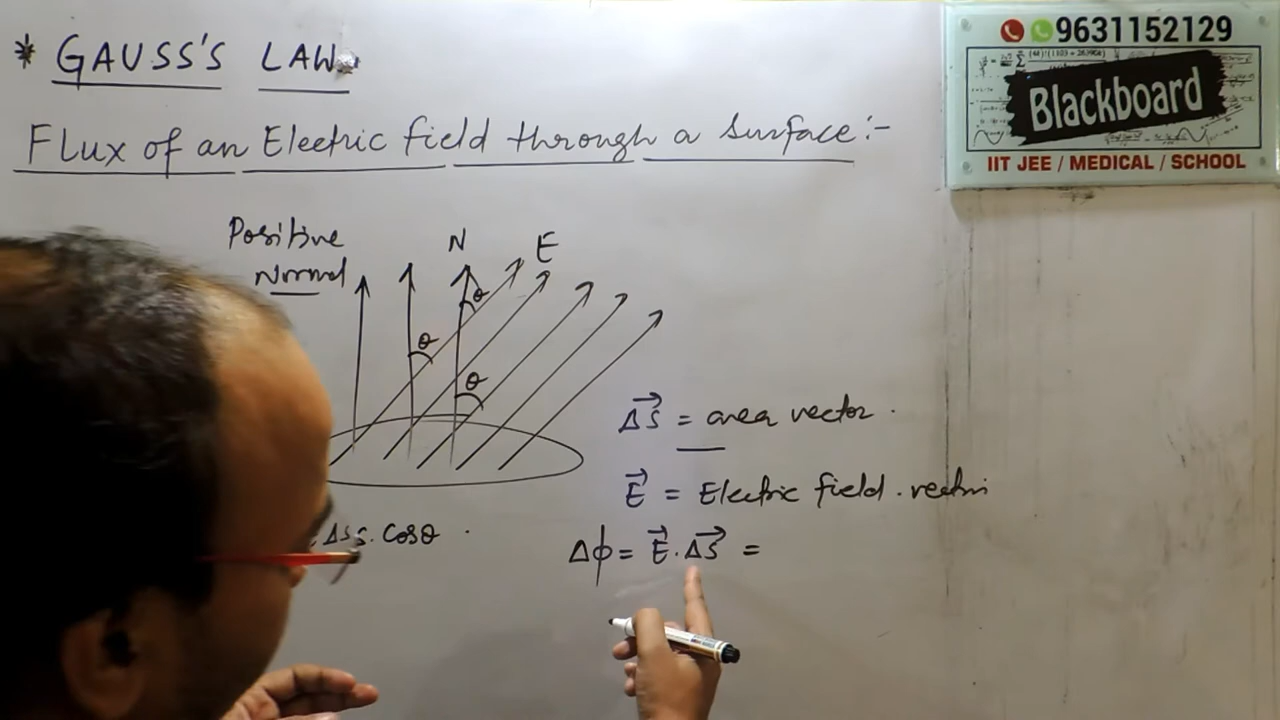 * GAUSS'S LAW
Flux of an Electric field through a Surface :-
9631152129
Blackboard
IIT JEE / MEDICAL / SCHOOL
Positive
Normal
N
E
θ
θ
θ
ΔS⃗ = area vector.
E⃗ = Electric field. vector
ΔS. cosθ.
Δϕ = E⃗.ΔS⃗ =